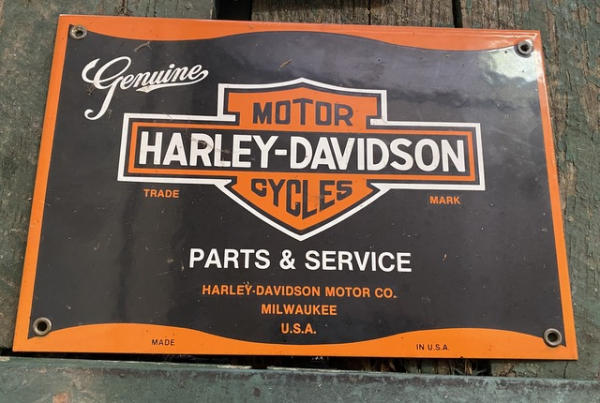 Genuine
MOTOR
HARLEY-DAVIDSON
CYCLES
TRADE MARK
PARTS & SERVICE
HARLEY-DAVIDSON MOTOR CO.
MILWAUKEE
U.S.A.
MADE IN U.S.A.